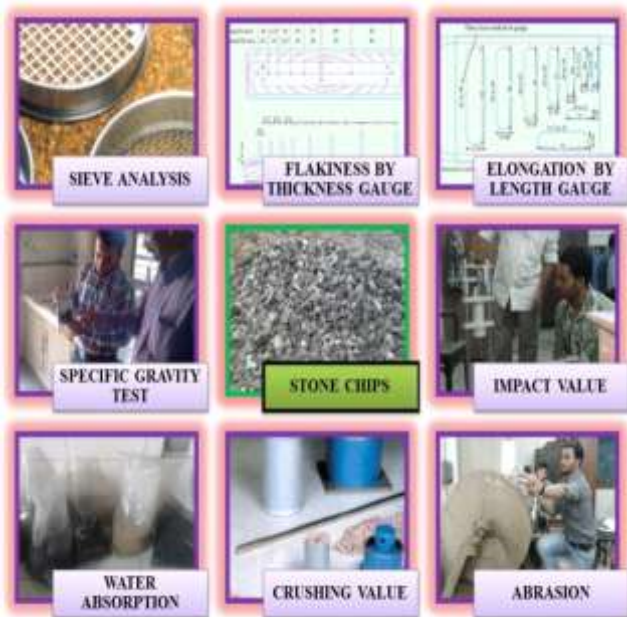 SIEVE ANALYSIS
FLAKINESS BY
THICKNESS GAUGE
ELONGATION BY
LENGTH GAUGE
SPECIFIC GRAVITY
TEST
STONE CHIPS
IMPACT VALUE
WATER
ABSORPTION
CRUSHING VALUE
ABRASION